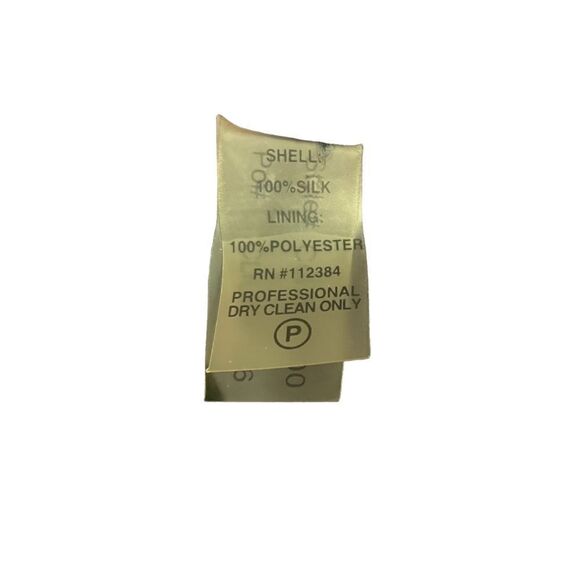 SHELL:
100%SILK
LINING:
100%POLYESTER
RN #112384
PROFESSIONAL
DRY CLEAN ONLY
P